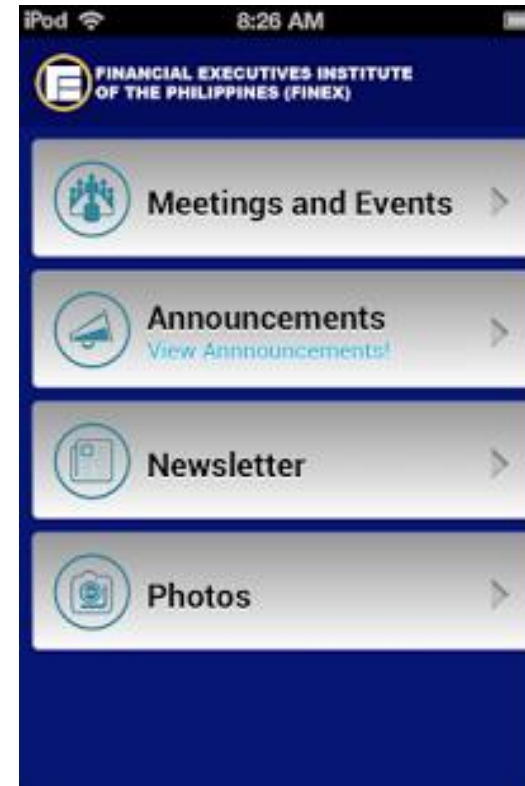 iPod 8:26 AM
FINANCIAL EXECUTIVES INSTITUTE
OF THE PHILIPPINES (FINEX)
Meetings and Events
Announcements
View Annnouncements!
Newsletter
Photos